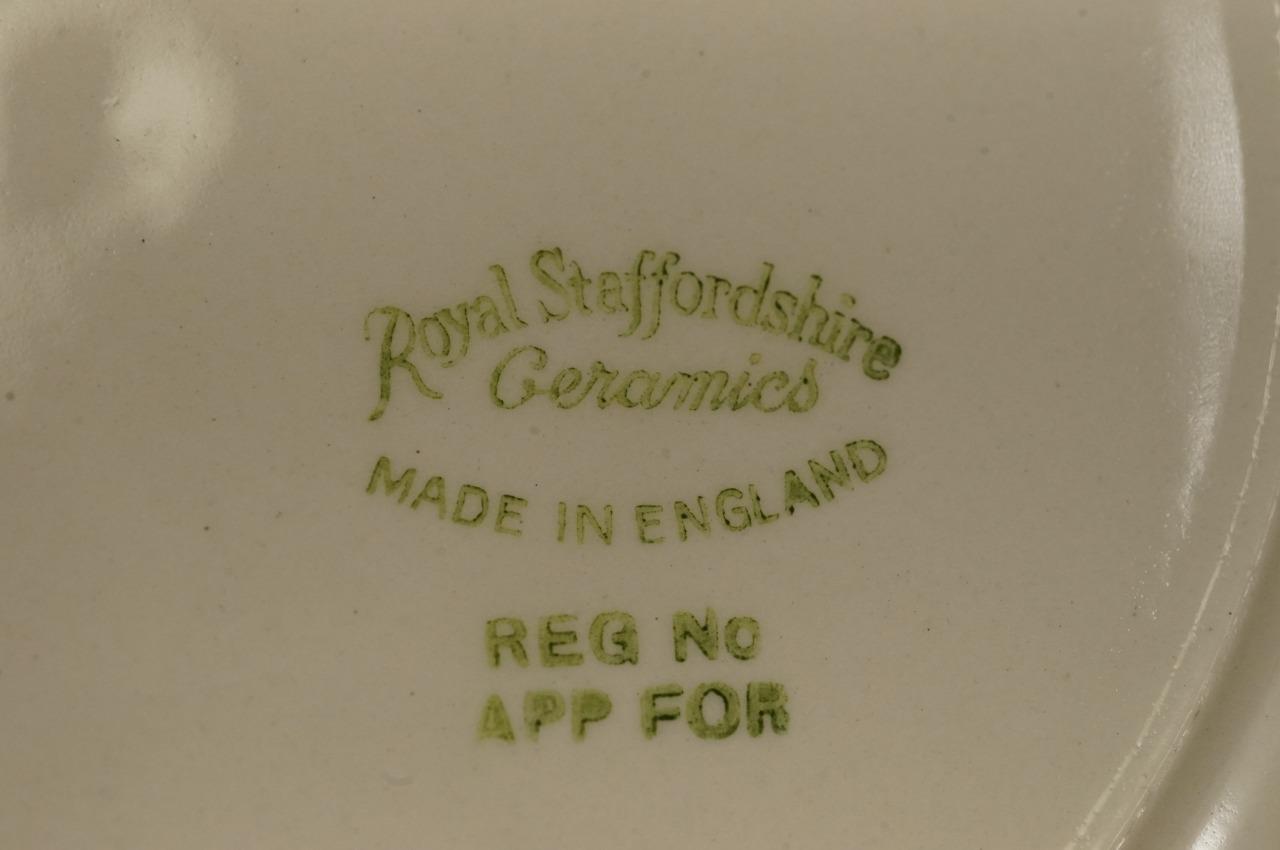 Royal Staffordshire
Ceramics
MADE IN ENGLAND
REG No
APP FOR